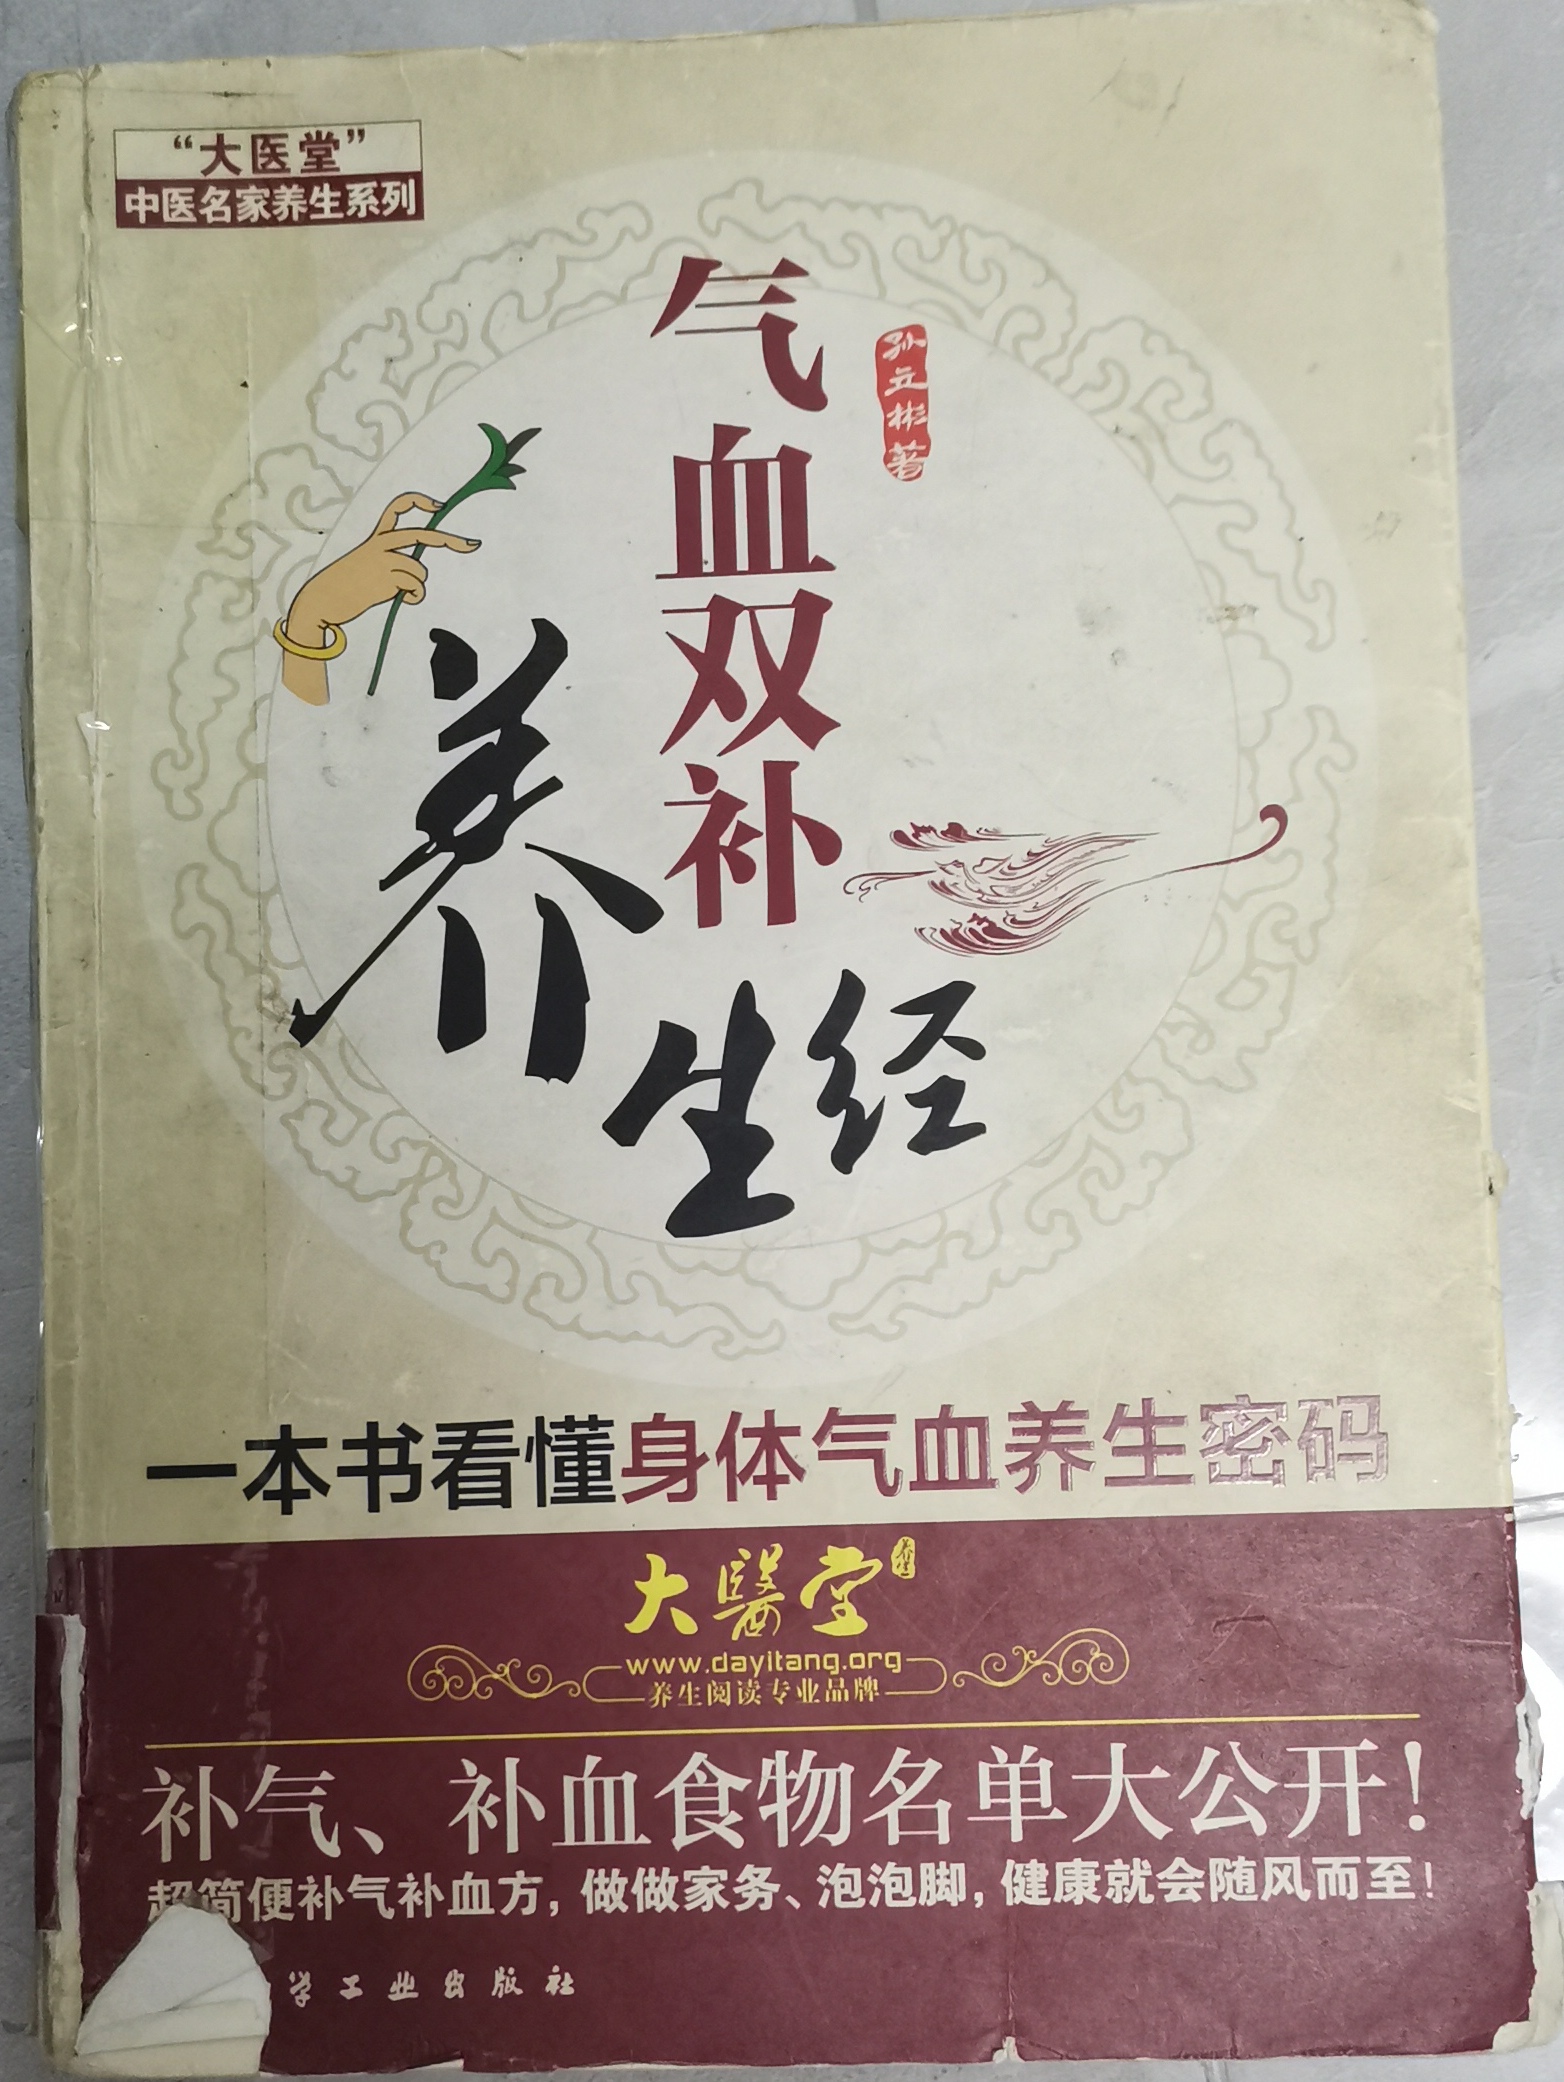 “大医堂”
中医名家养生系列
气血双补
孙立彬著
养生经
一本书看懂身体气血养生密码
大醫堂
www.dayitang.org
养生阅读专业品牌
补气、补血食物名单大公开！
超简便补气补血方，做做家务、泡泡脚，健康就会随风而至！
学工业出版社